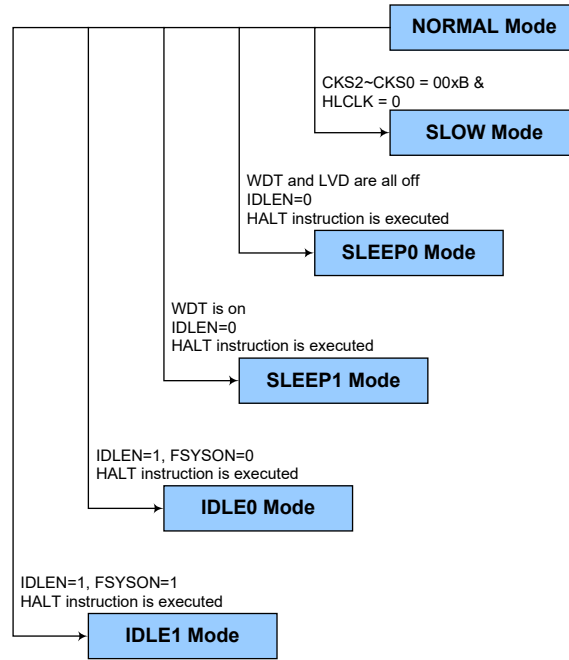 NORMAL Mode
CKS2~CKS0 = 00xB &
HLCLK = 0
SLOW Mode
WDT and LVD are all off
IDLEN=0
HALT instruction is executed
SLEEP0 Mode
WDT is on
IDLEN=0
HALT instruction is executed
SLEEP1 Mode
IDLEN=1, FSYSON=0
HALT instruction is executed
IDLE0 Mode
IDLEN=1, FSYSON=1
HALT instruction is executed
IDLE1 Mode